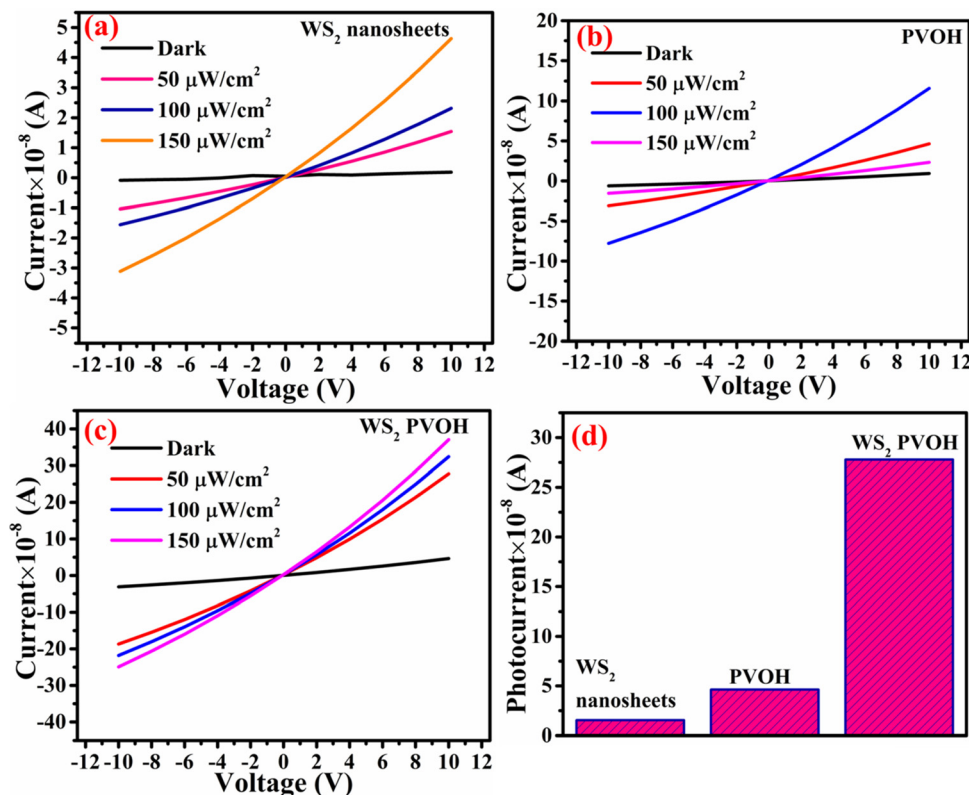 (a)
WS₂ nanosheets
Dark
50 μW/cm²
100 μW/cm²
150 μW/cm²
Current×10⁻⁸ (A)
5
4
3
2
1
0
-1
-2
-3
-4
-5
-12 -10 -8 -6 -4 -2 0 2 4 6 8 10 12
Voltage (V)
(b)
PVOH
Dark
50 μW/cm²
100 μW/cm²
150 μW/cm²
Current×10⁻⁸ (A)
20
15
10
5
0
-5
-10
-15
-20
-12 -10 -8 -6 -4 -2 0 2 4 6 8 10 12
Voltage (V)
(c)
WS₂ PVOH
Dark
50 μW/cm²
100 μW/cm²
150 μW/cm²
Current×10⁻⁸ (A)
40
30
20
10
0
-10
-20
-30
-40
-12 -10 -8 -6 -4 -2 0 2 4 6 8 10 12
Voltage (V)
(d)
WS₂ PVOH
PVOH
WS₂
nanosheets
Photocurrent×10⁻⁸ (A)
30
25
20
15
10
5
0